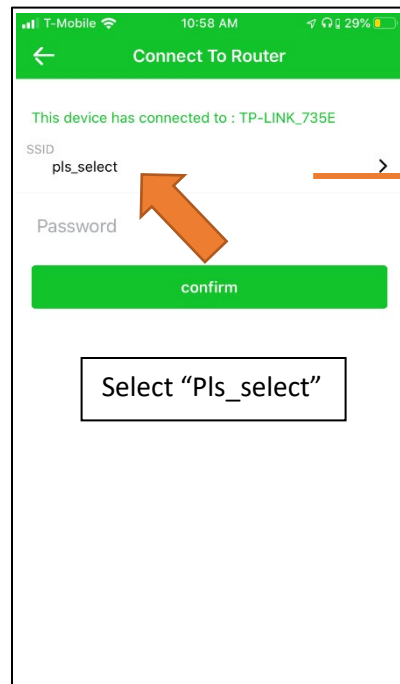 T-Mobile 10:58 AM 29%
Connect To Router
This device has connected to : TP-LINK_735E
SSID
pls_select
Password
confirm
Select “Pls_select”